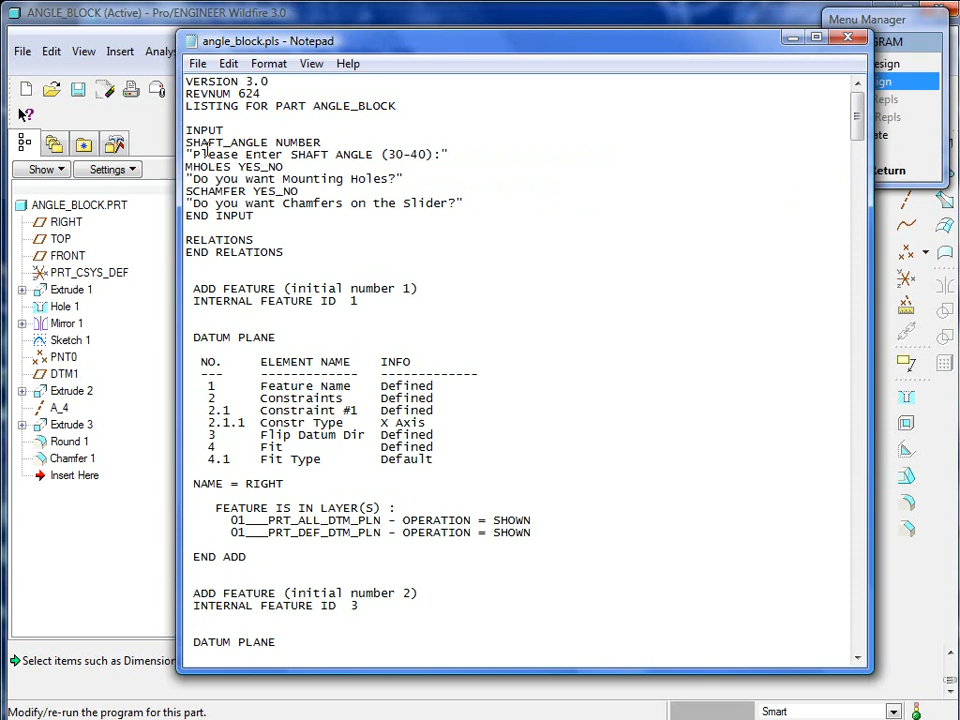 ANGLE_BLOCK (Active) - Pro/ENGINEER Wildfire 3.0
File Edit View Insert Analys
Menu Manager
GRAM
esign
ign
Repls
Repls
ate
eturn
Show
Settings
ANGLE_BLOCK.PRT
RIGHT
TOP
FRONT
PRT_CSYS_DEF
Extrude 1
Hole 1
Mirror 1
Sketch 1
PNT0
DTM1
Extrude 2
A_4
Extrude 3
Round 1
Chamfer 1
Insert Here
angle_block.pls - Notepad
File Edit Format View Help
VERSION 3.0
REVNUM 624
LISTING FOR PART ANGLE_BLOCK
INPUT
SHAFT_ANGLE NUMBER
"Please Enter SHAFT ANGLE (30-40):"
MHOLES YES_NO
"Do you want Mounting Holes?"
SCHAMFER YES_NO
"Do you want Chamfers on the Slider?"
END INPUT
RELATIONS
END RELATIONS
ADD FEATURE (initial number 1)
INTERNAL FEATURE ID 1
DATUM PLANE
NO. ELEMENT NAME INFO
--- ------------- -------------
1 Feature Name Defined
2 Constraints Defined
2.1 Constraint #1 Defined
2.1.1 Constr Type X Axis
3 Flip Datum Dir Defined
4 Fit Defined
4.1 Fit Type Default
NAME = RIGHT
FEATURE IS IN LAYER(S) :
01___PRT_ALL_DTM_PLN - OPERATION = SHOWN
01___PRT_DEF_DTM_PLN - OPERATION = SHOWN
END ADD
ADD FEATURE (initial number 2)
INTERNAL FEATURE ID 3
DATUM PLANE
Select items such as Dimension
Modify/re-run the program for this part.
Smart